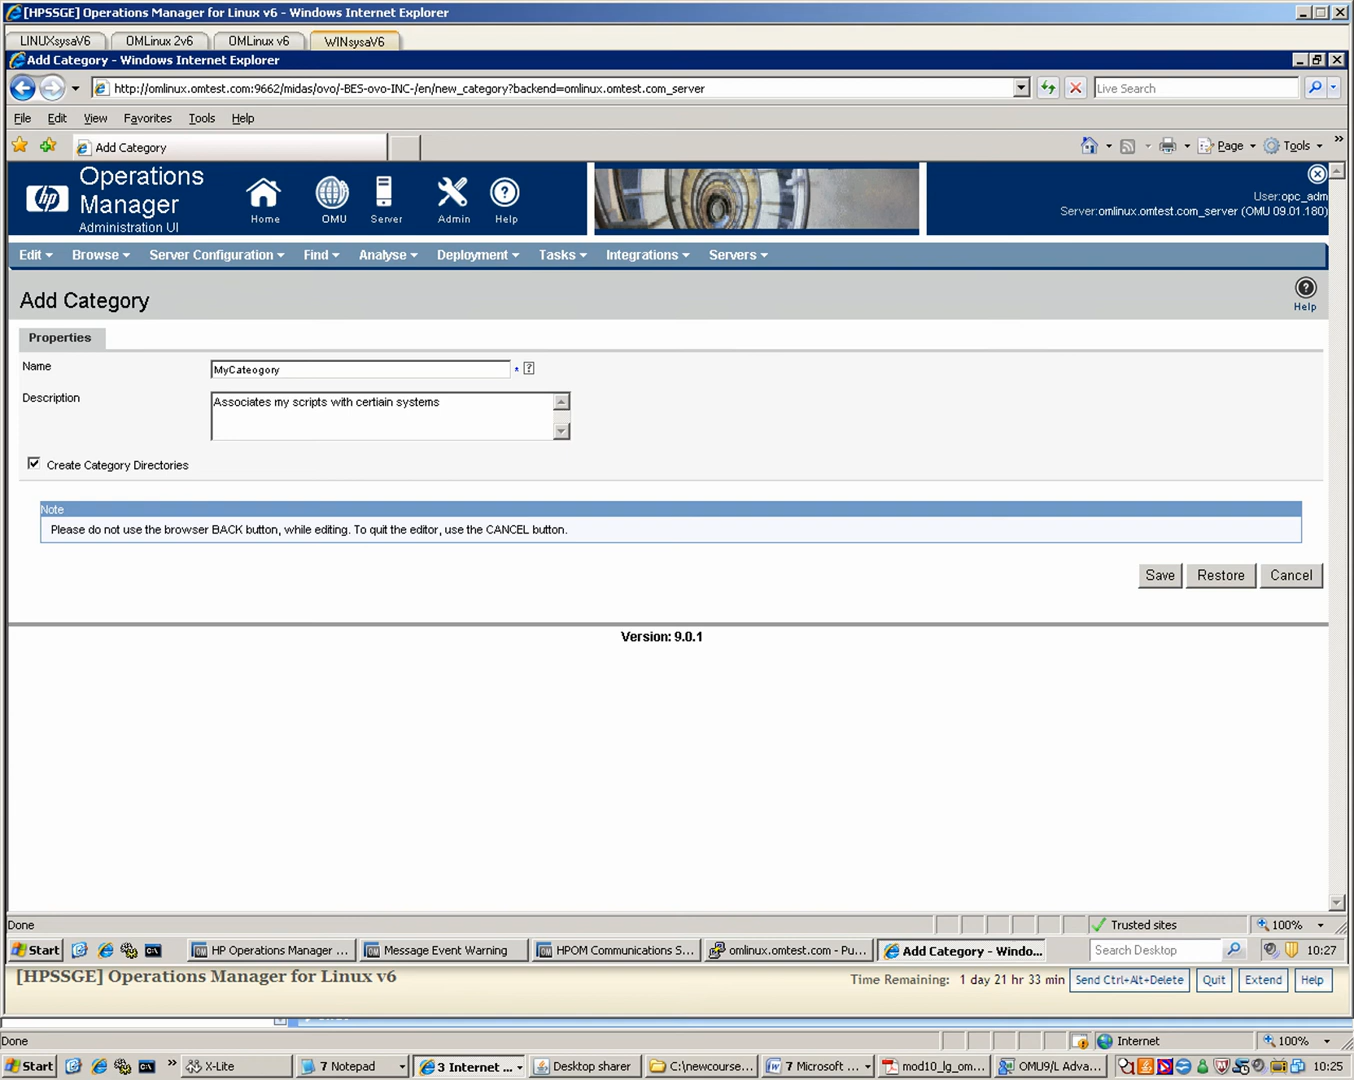 [HPSSGE] Operations Manager for Linux v6 - Windows Internet Explorer
LINUXsysaV6 OMLinux 2v6 OMLinux v6 WINsysaV6
Add Category - Windows Internet Explorer
http://omlinux.omtest.com:9662/midas/ovo/-BES-ovo-INC-/en/new_category?backend=omlinux.omtest.com_server Live Search
File Edit View Favorites Tools Help
Add Category Page Tools
hp Operations Manager
Administration UI
Home OMU Server Admin Help
User:opc_adm
Server:omlinux.omtest.com_server (OMU 09.01.180)
Edit Browse Server Configuration Find Analyse Deployment Tasks Integrations Servers
Add Category
Help
Properties
Name MyCateogory * ?
Description Associates my scripts with certiain systems
Create Category Directories
Note
Please do not use the browser BACK button, while editing. To quit the editor, use the CANCEL button.
Save Restore Cancel
Version: 9.0.1
Done Trusted sites 100%
Start HP Operations Manager ... Message Event Warning HPOM Communications S... omlinux.omtest.com - Pu... Add Category - Windo... Search Desktop 10:27
[HPSSGE] Operations Manager for Linux v6 Time Remaining: 1 day 21 hr 33 min Send Ctrl+Alt+Delete Quit Extend Help
Done Internet 100%
Start X-Lite 7 Notepad 3 Internet ... Desktop sharer C:\newcourse... 7 Microsoft ... mod10_lg_om... OMU9/L Adva... 10:25